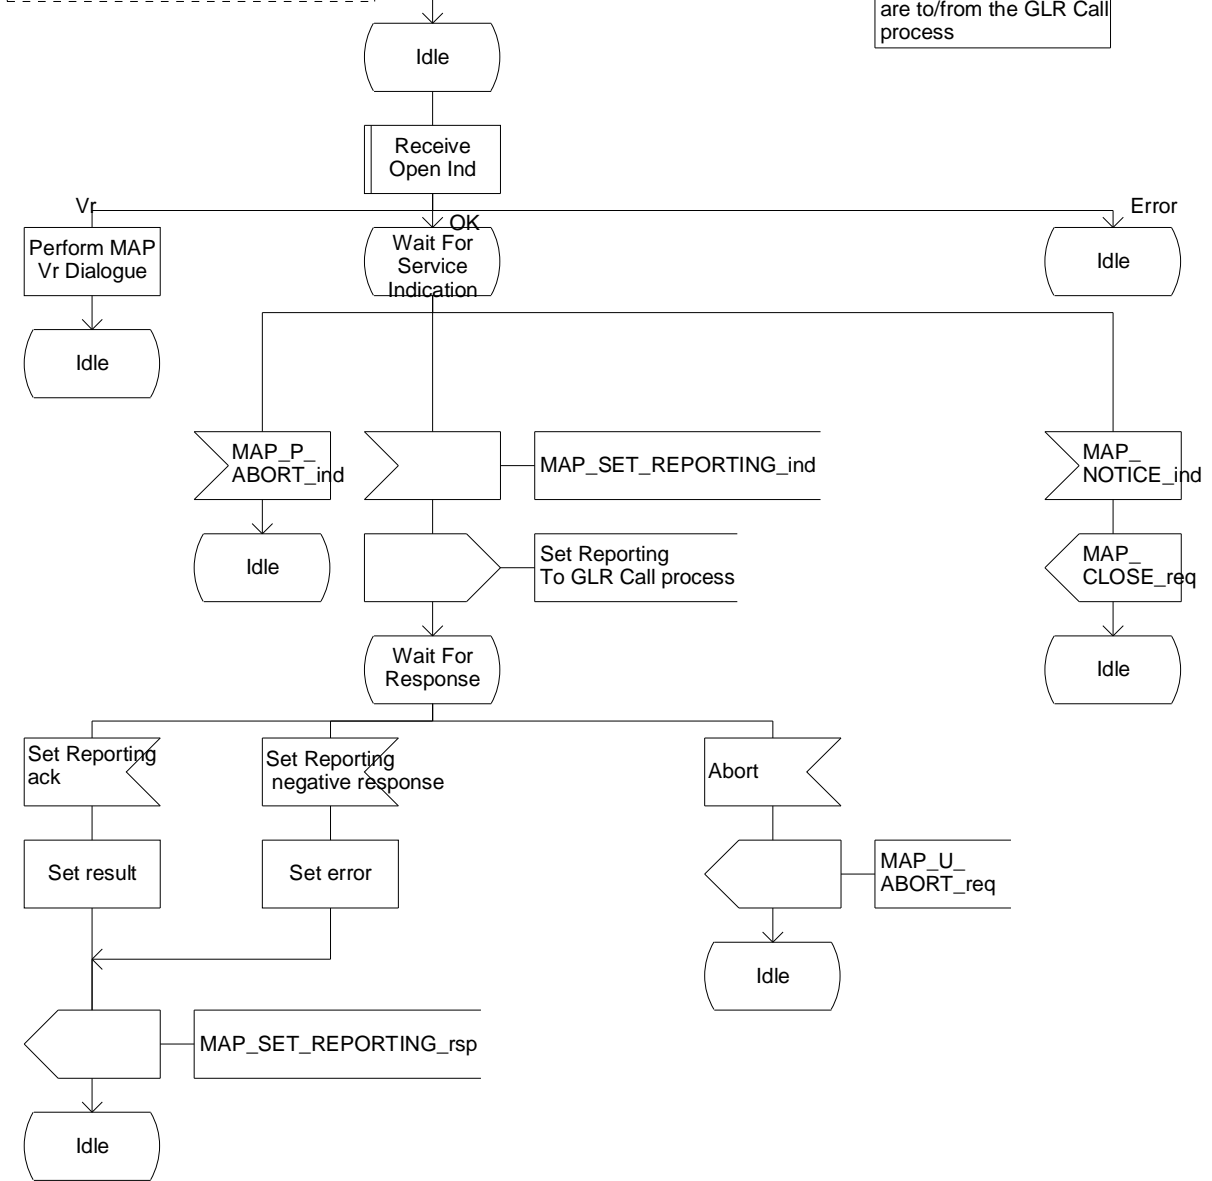 are to/from the GLR Call
process
Idle
Receive
Open Ind
Vr
OK
Error
Perform MAP
Vr Dialogue
Wait For
Service
Indication
Idle
Idle
MAP_P_
ABORT_ind
MAP_SET_REPORTING_ind
MAP_
NOTICE_ind
Idle
Set Reporting
To GLR Call process
MAP_
CLOSE_req
Wait For
Response
Idle
Set Reporting
ack
Set Reporting
negative response
Abort
Set result
Set error
MAP_U_
ABORT_req
Idle
MAP_SET_REPORTING_rsp
Idle